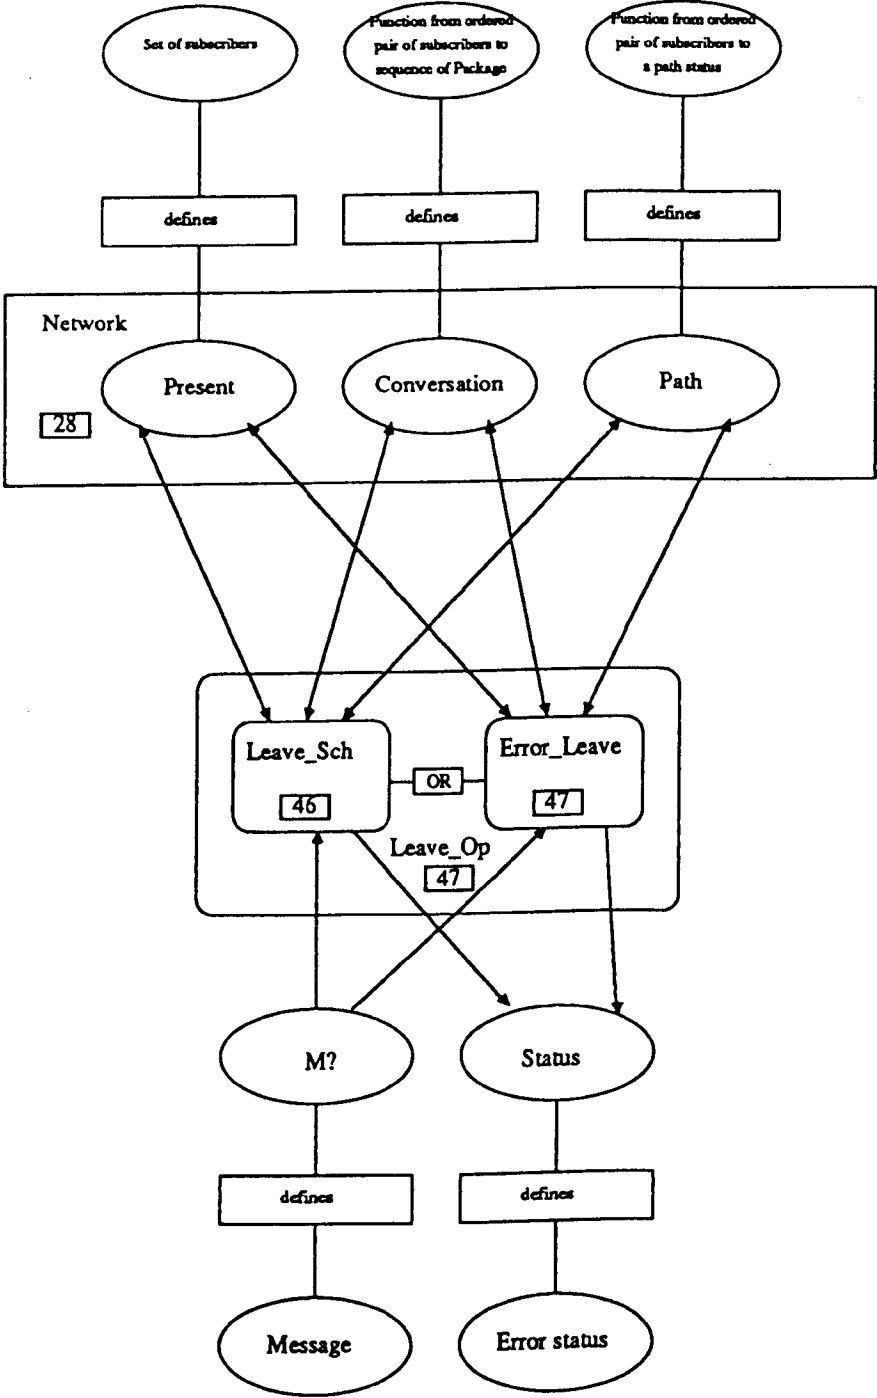 Set of subscribers
Function from ordered
pair of subscribers to
sequence of Package
Function from ordered
pair of subscribers to
a path status
defines
defines
defines
Network
Present
Conversation
Path
28
Leave_Sch
46
OR
Error_Leave
47
Leave_Op
47
M?
Status
defines
defines
Message
Error status